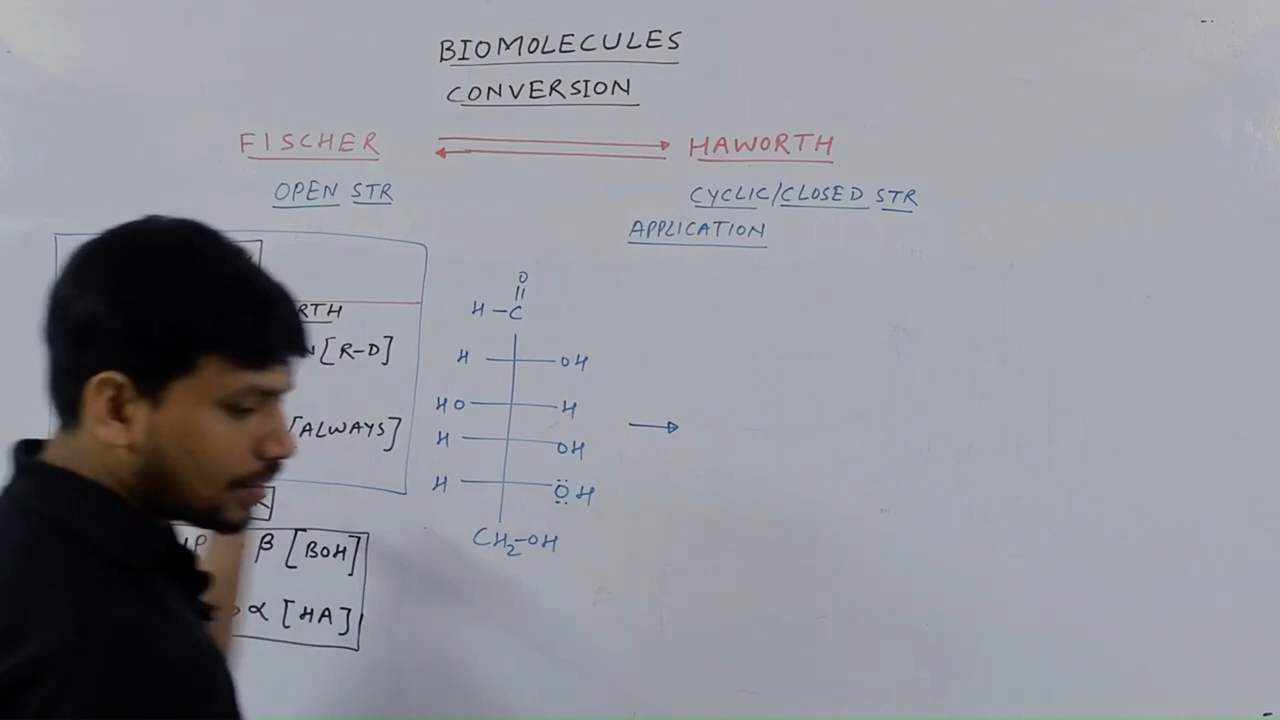 BIOMOLECULES
CONVERSION
FISCHER
HAWORTH
OPEN STR
CYCLIC/CLOSED STR
APPLICATION
O
H-C
[R-D]
H OH
HO H
[ALWAYS]
H OH
H OH
CH2-OH
β [BOH]
α [HA]